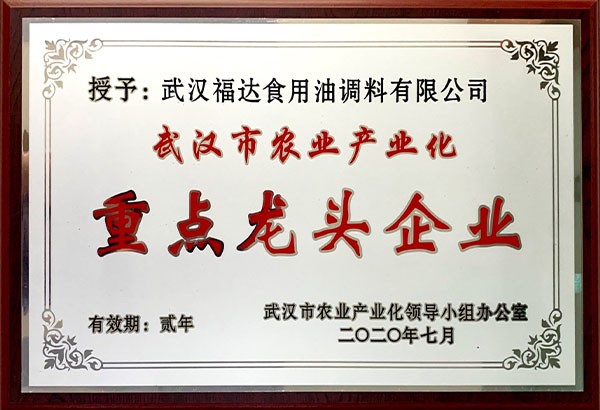 授予：武汉福达食用油调料有限公司
武汉市农业产业化
重点龙头企业
有效期：贰年
武汉市农业产业化领导小组办公室
二〇二〇年七月